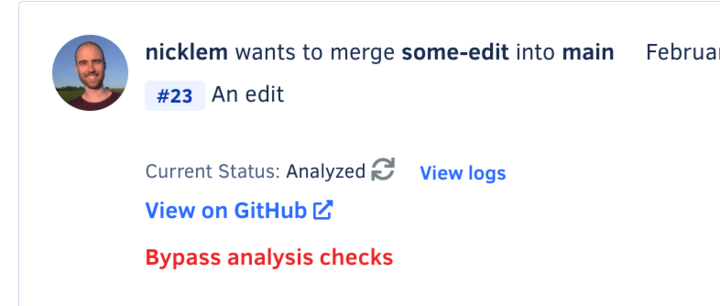 nicklem wants to merge some-edit into main Februar
#23 An edit
Current Status: Analyzed View logs
View on GitHub
Bypass analysis checks